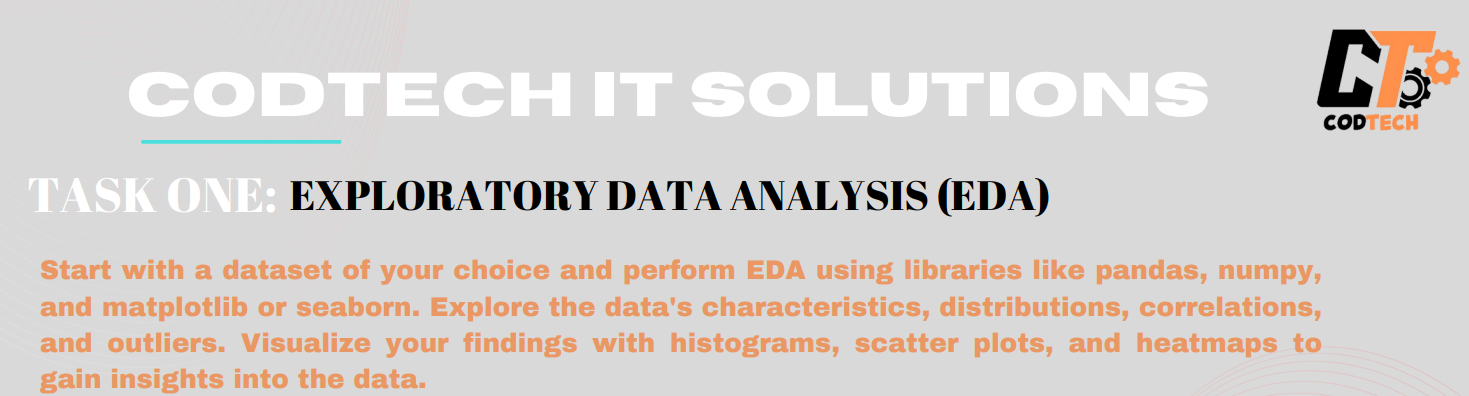 CODTECH IT SOLUTIONS
CT
CODTECH
TASK ONE: EXPLORATORY DATA ANALYSIS (EDA)
Start with a dataset of your choice and perform EDA using libraries like pandas, numpy,
and matplotlib or seaborn. Explore the data's characteristics, distributions, correlations,
and outliers. Visualize your findings with histograms, scatter plots, and heatmaps to
gain insights into the data.